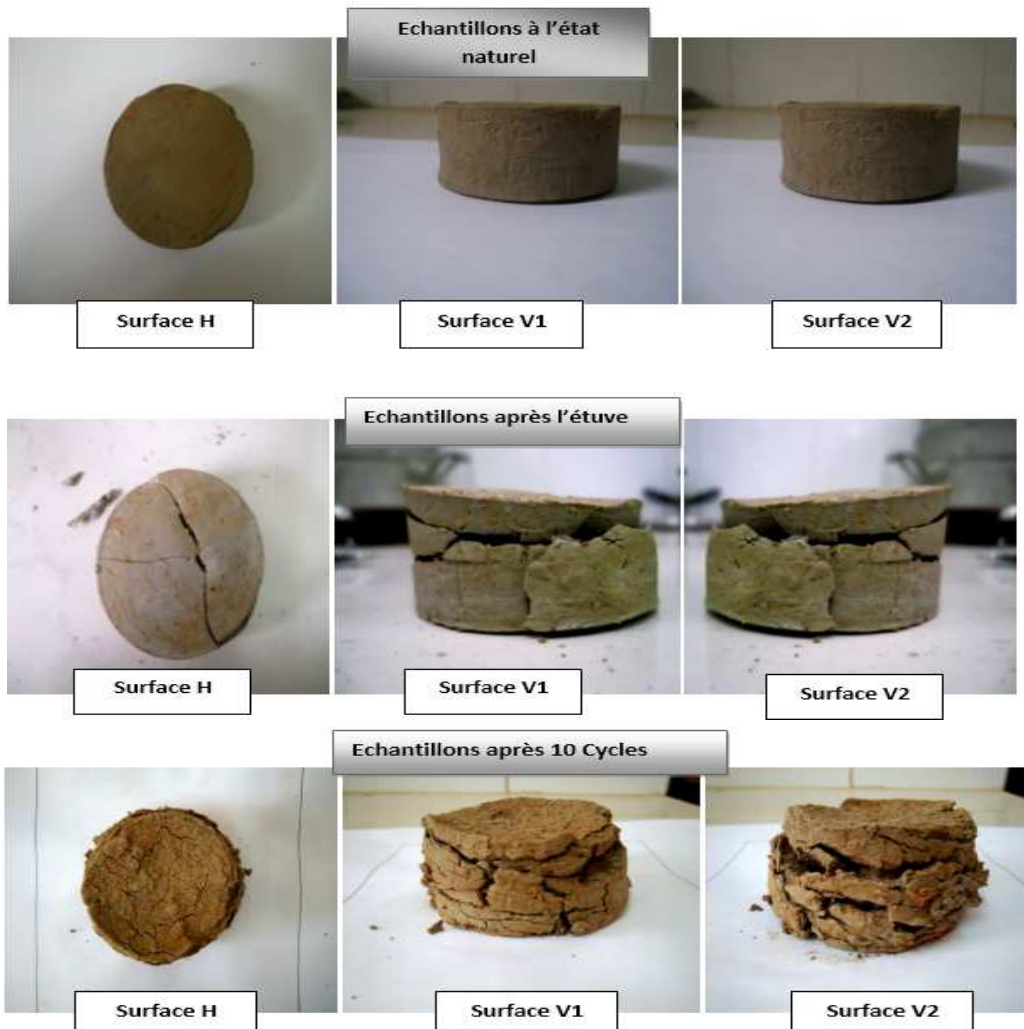 Echantillons à l'état
naturel
Surface H
Surface V1
Surface V2
Echantillons après l'étuve
Surface H
Surface V1
Surface V2
Echantillons après 10 Cycles
Surface H
Surface V1
Surface V2